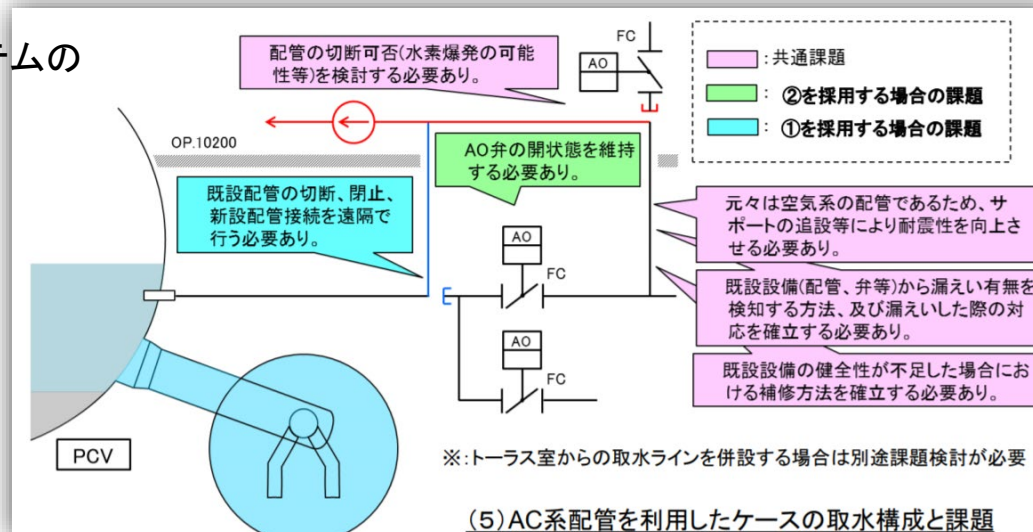 テムの
配管の切断可否(水素爆発の可能
性等)を検討する必要あり。
FC
AO
：共通課題
： ②を採用する場合の課題
： ①を採用する場合の課題
OP.10200
AO弁の開状態を維持
する必要あり。
既設配管の切断、閉止、
新設配管接続を遠隔で
行う必要あり。
元々は空気系の配管であるため、サ
ポートの追設等により耐震性を向上さ
せる必要あり。
AO
FC
既設設備(配管、弁等)から漏えい有無を
検知する方法、及び漏えいした際の対
応を確立する必要あり。
AO
FC
既設設備の健全性が不足した場合にお
ける補修方法を確立する必要あり。
PCV
※：トーラス室からの取水ラインを併設する場合は別途課題検討が必要
(5)AC系配管を利用したケースの取水構成と課題